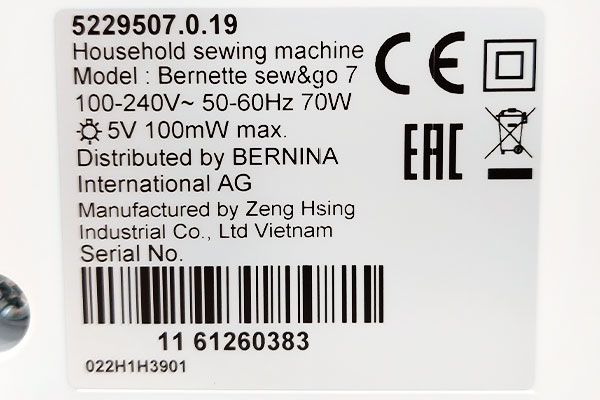 5229507.0.19
Household sewing machine
Model : Bernette sew&go 7
100-240V~ 50-60Hz 70W
5V 100mW max.
Distributed by BERNINA
International AG
Manufactured by Zeng Hsing
Industrial Co., Ltd Vietnam
Serial No.
11 61260383
022H1H3901
CE
EAC